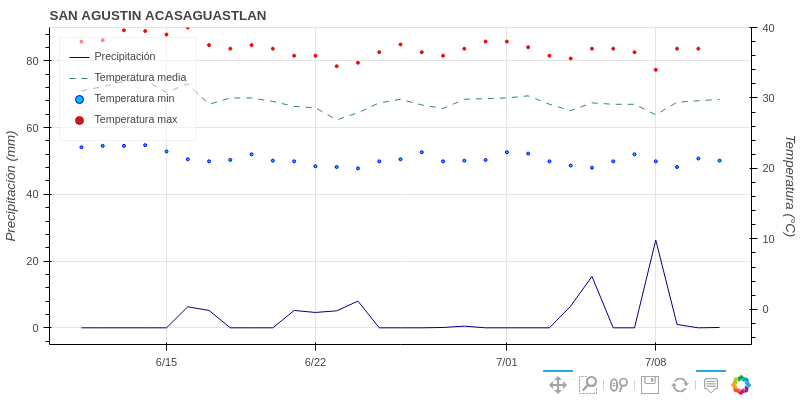 SAN AGUSTIN ACASAGUASTLAN
Precipitación
Temperatura media
Temperatura min
Temperatura max
Precipitación (mm)
80
60
40
20
0
40
30
20
10
0
Temperatura (°C)
6/15
6/22
7/01
7/08